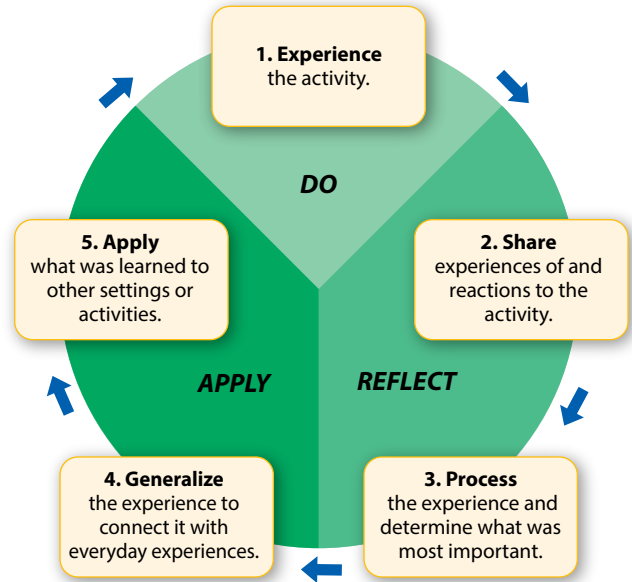 1. Experience
the activity.
DO
2. Share
experiences of and
reactions to the
activity.
REFLECT
3. Process
the experience and
determine what was
most important.
4. Generalize
the experience to
connect it with
everyday experiences.
APPLY
5. Apply
what was learned to
other settings or
activities.